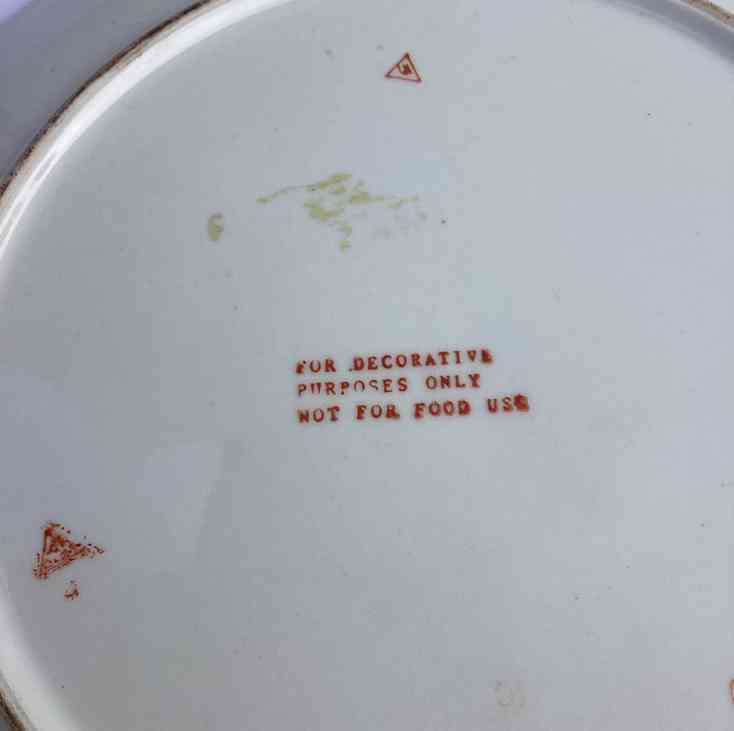 FOR DECORATIVE
PURPOSES ONLY
NOT FOR FOOD USE